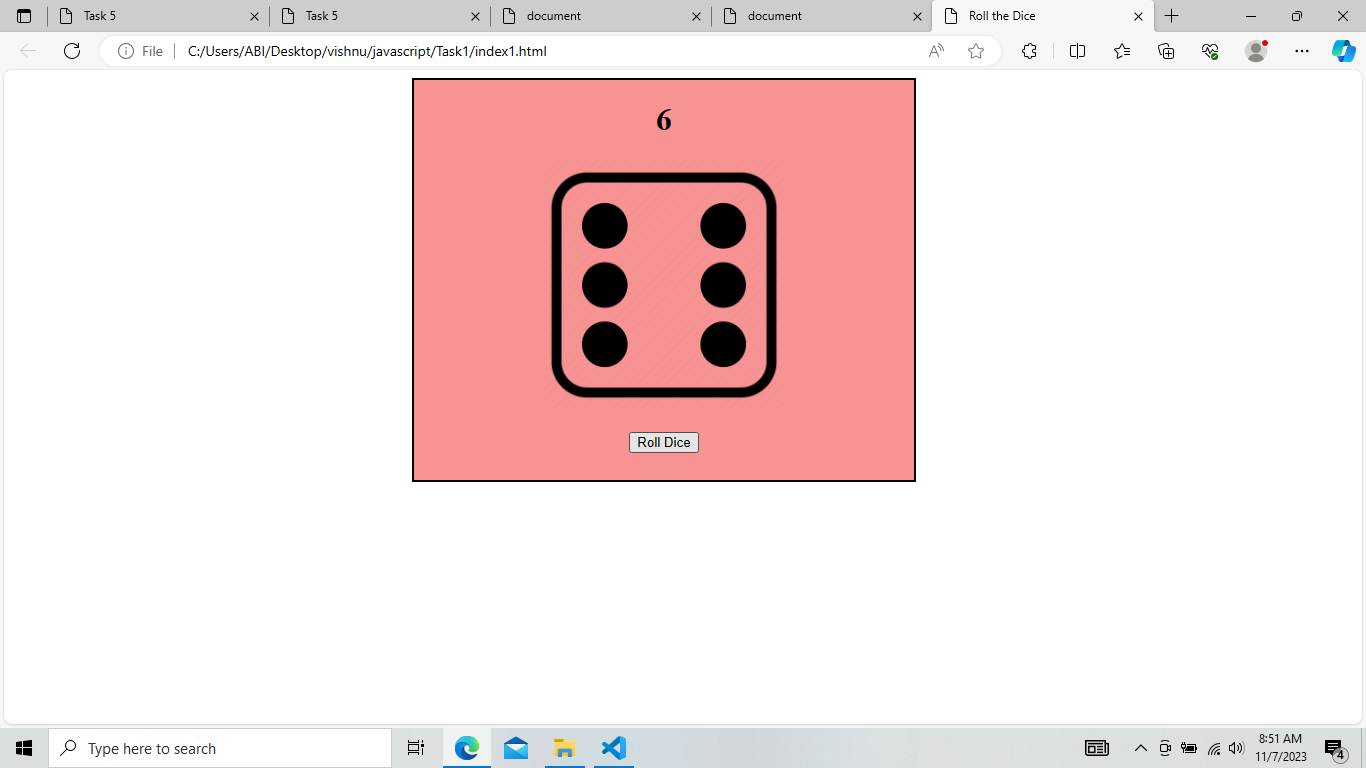 Task 5
Task 5
document
document
Roll the Dice
File
C:/Users/ABI/Desktop/vishnu/javascript/Task1/index1.html
6
Roll Dice
Type here to search
8:51 AM
11/7/2023
4